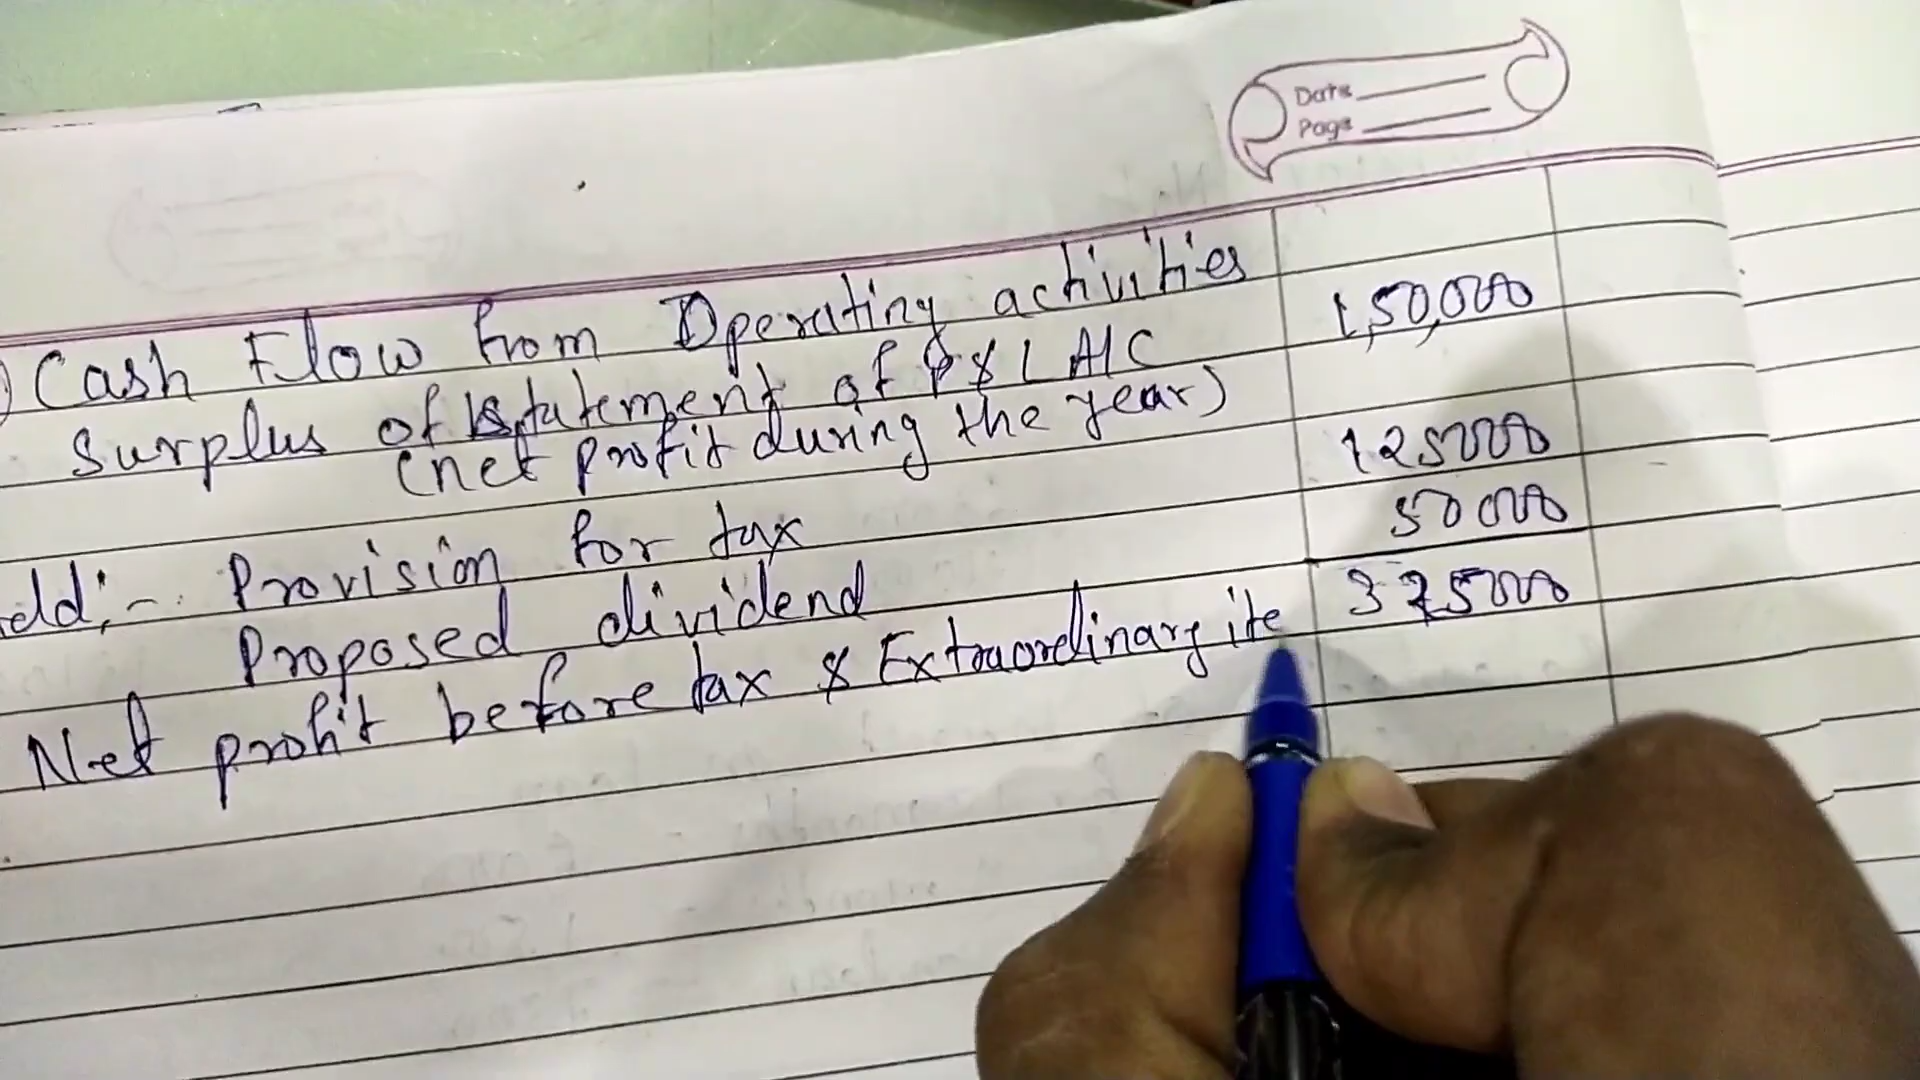 Date
Page
Cash Flow from Operating activities
Surplus of statement of P & L A/C 1,50,000
(net profit during the year)
dd:- Provision for tax 125000
Proposed dividend 50000
Net profit before tax & Extraordinary ite 325000